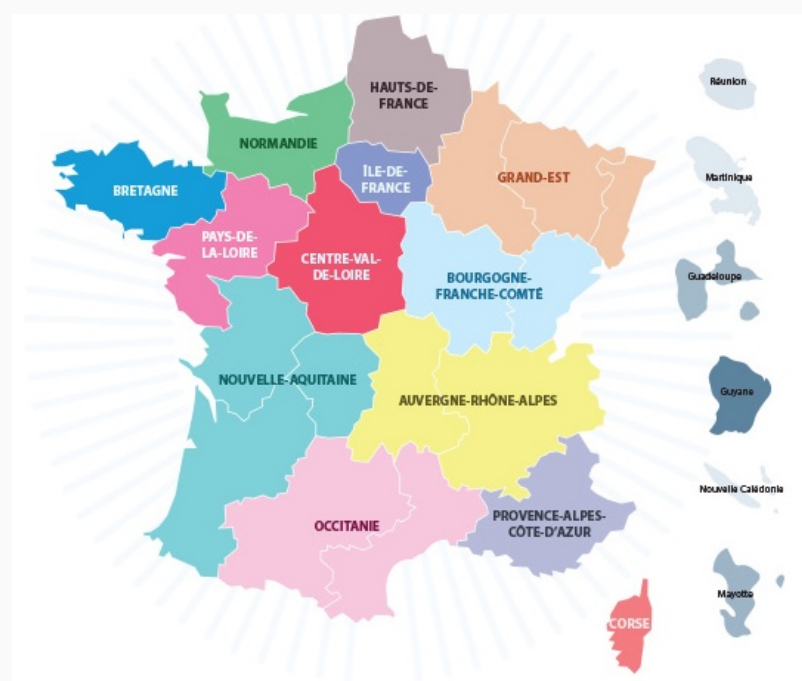 HAUTS-DE-
FRANCE
Réunion
NORMANDIE
ÎLE-DE-
FRANCE
GRAND-EST
Martinique
BRETAGNE
PAYS-DE-
LA-LOIRE
CENTRE-VAL-
DE-LOIRE
BOURGOGNE-
FRANCHE-COMTÉ
Guadeloupe
NOUVELLE-AQUITAINE
AUVERGNE-RHÔNE-ALPES
Guyane
Nouvelle Calédonie
OCCITANIE
PROVENCE-ALPES-
CÔTE-D'AZUR
Mayotte
CORSE